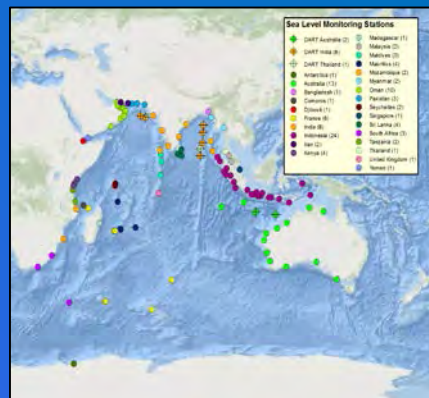 Sea Level Monitoring Stations
DART Australia (2)
DART India (6)
DART Thailand (1)
Antarctica (1)
Australia (13)
Bangladesh (1)
Comoros (1)
Djibouti (1)
France (6)
India (8)
Indonesia (24)
Iran (2)
Kenya (4)
Madagascar (1)
Malaysia (2)
Maldives (3)
Mauritius (4)
Mozambique (2)
Myanmar (2)
Oman (10)
Pakistan (3)
Seychelles (2)
Singapore (1)
Sri Lanka (4)
South Africa (3)
Tanzania (2)
Thailand (1)
United Kingdom (1)
Yemen (1)